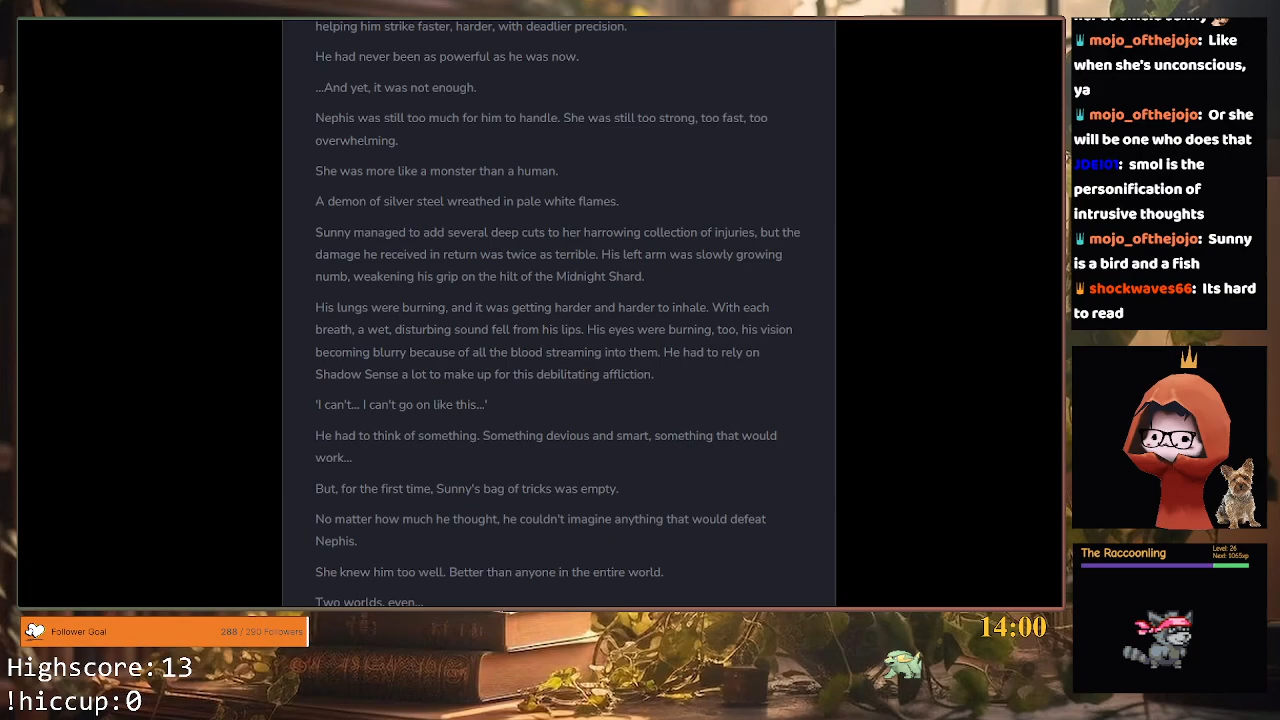 helping him strike faster, harder, with deadlier precision.
He had never been as powerful as he was now.
...And yet, it was not enough.
Nephis was still too much for him to handle. She was still too strong, too fast, too
overwhelming.
She was more like a monster than a human.
A demon of silver steel wreathed in pale white flames.
Sunny managed to add several deep cuts to her harrowing collection of injuries, but the
damage he received in return was twice as terrible. His left arm was slowly growing
numb, weakening his grip on the hilt of the Midnight Shard.
His lungs were burning, and it was getting harder and harder to inhale. With each
breath, a wet, disturbing sound fell from his lips. His eyes were burning, too, his vision
becoming blurry because of all the blood streaming into them. He had to rely on
Shadow Sense a lot to make up for this debilitating affliction.
'I can't... I can't go on like this...'
He had to think of something. Something devious and smart, something that would
work...
But, for the first time, Sunny's bag of tricks was empty.
No matter how much he thought, he couldn't imagine anything that would defeat
Nephis.
She knew him too well. Better than anyone in the entire world.
Two worlds, even...
mojo_ofthejojo: Like
when she's unconscious,
ya
mojo_ofthejojo: Or she
will be one who does that
JDEI01: smol is the
personification of
intrusive thoughts
mojo_ofthejojo: Sunny
is a bird and a fish
shockwaves66: Its hard
to read
The Raccoonling
Level: 26
Next: 1065xp
Follower Goal
288 / 290 Followers
14:00
Highscore:13
!hiccup:0